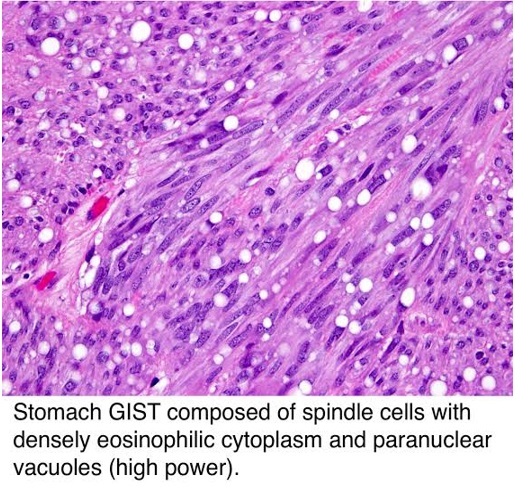 Stomach GIST composed of spindle cells with
densely eosinophilic cytoplasm and paranuclear
vacuoles (high power).